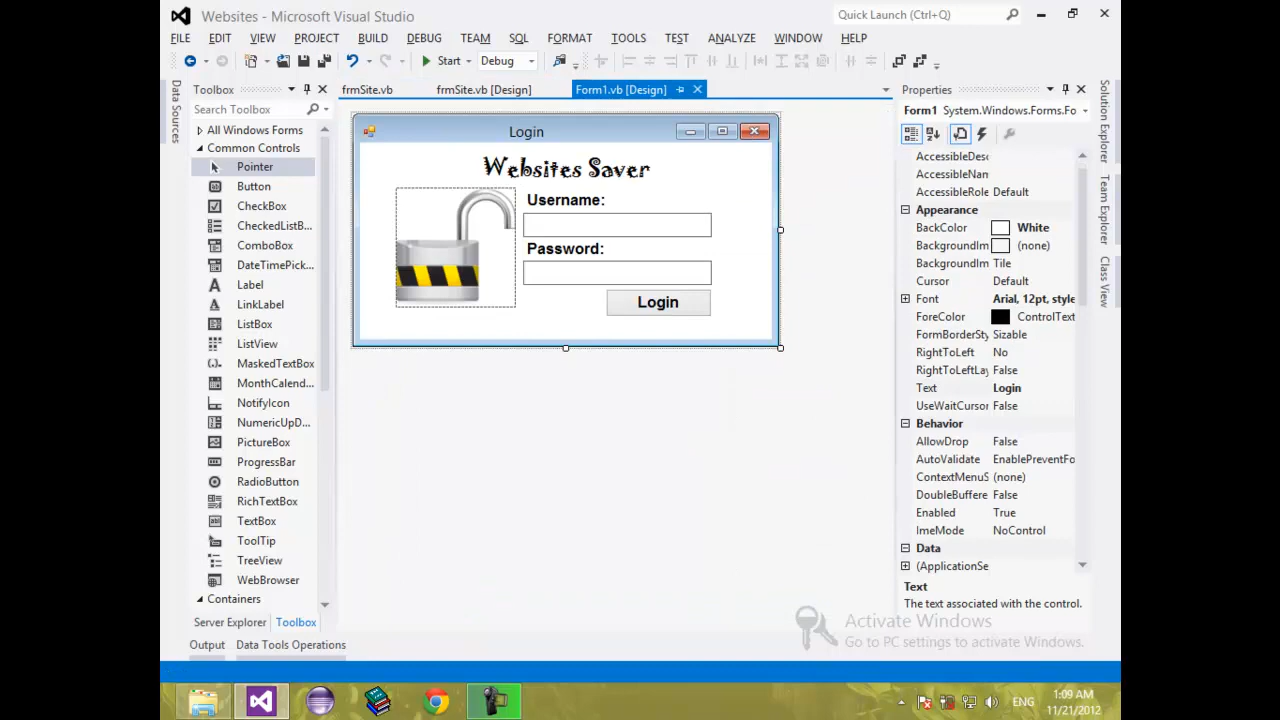 Websites - Microsoft Visual Studio
Quick Launch (Ctrl+Q)
FILE EDIT VIEW PROJECT BUILD DEBUG TEAM SQL FORMAT TOOLS TEST ANALYZE WINDOW HELP
Start Debug
Data Sources
Toolbox
Search Toolbox
All Windows Forms
Common Controls
Pointer
Button
CheckBox
CheckedListB...
ComboBox
DateTimePick...
Label
LinkLabel
ListBox
ListView
MaskedTextBox
MonthCalend...
NotifyIcon
NumericUpD...
PictureBox
ProgressBar
RadioButton
RichTextBox
TextBox
ToolTip
TreeView
WebBrowser
Containers
Server Explorer Toolbox
Output Data Tools Operations
frmSite.vb frmSite.vb [Design] Form1.vb [Design]
Login
Websites Saver
Username:
Password:
Login
Properties
Form1 System.Windows.Forms.Fo
AccessibleDesc
AccessibleNam
AccessibleRole Default
Appearance
BackColor White
BackgroundIm (none)
BackgroundIm Tile
Cursor Default
Font Arial, 12pt, style
ForeColor ControlText
FormBorderSty Sizable
RightToLeft No
RightToLeftLay False
Text Login
UseWaitCursor False
Behavior
AllowDrop False
AutoValidate EnablePreventFo
ContextMenuS (none)
DoubleBuffere False
Enabled True
ImeMode NoControl
Data
(ApplicationSe
Text
The text associated with the control.
Solution Explorer
Team Explorer
Class View
Activate Windows
Go to PC settings to activate Windows.
ENG
1:09 AM
11/21/2012